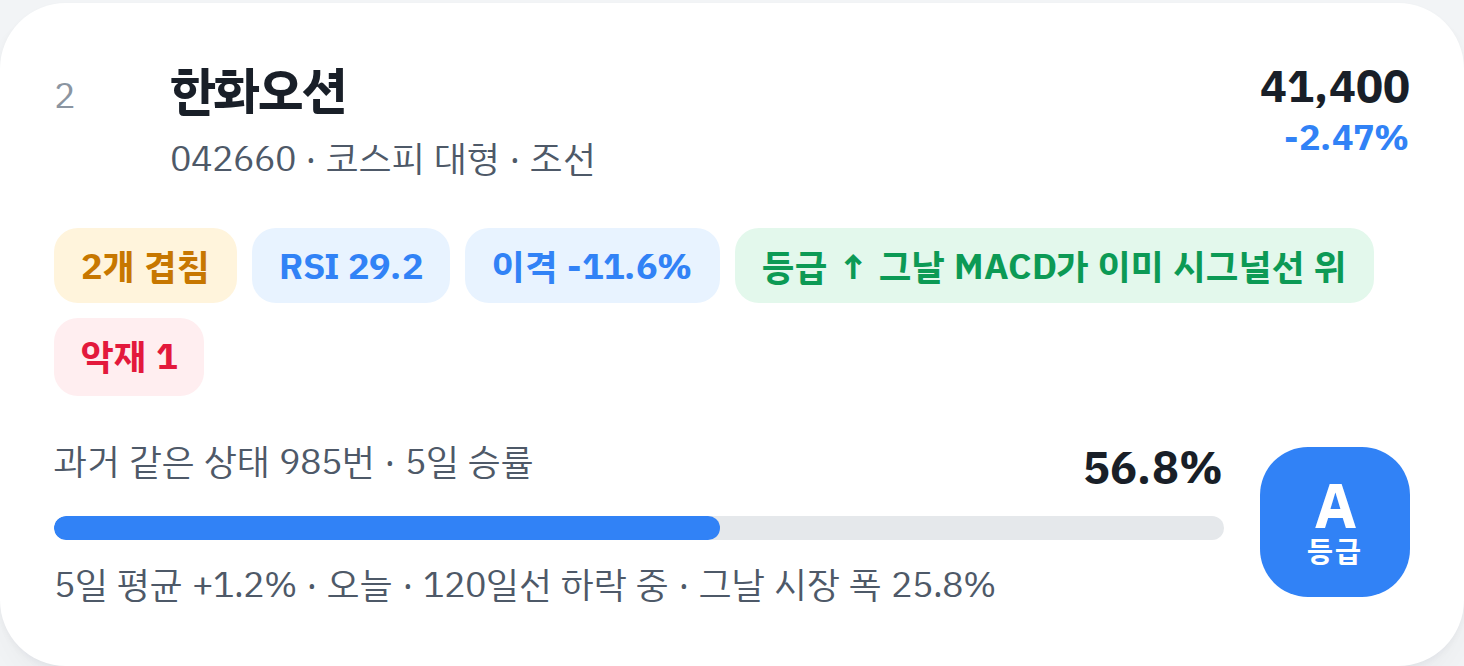 2 한화오션 41,400
042660 · 코스피 대형 · 조선 -2.47%
2개 겹침 RSI 29.2 이격 -11.6% 등급 ↑ 그날 MACD가 이미 시그널선 위
악재 1
과거 같은 상태 985번 · 5일 승률 56.8%
A
등급
5일 평균 +1.2% · 오늘 · 120일선 하락 중 · 그날 시장 폭 25.8%